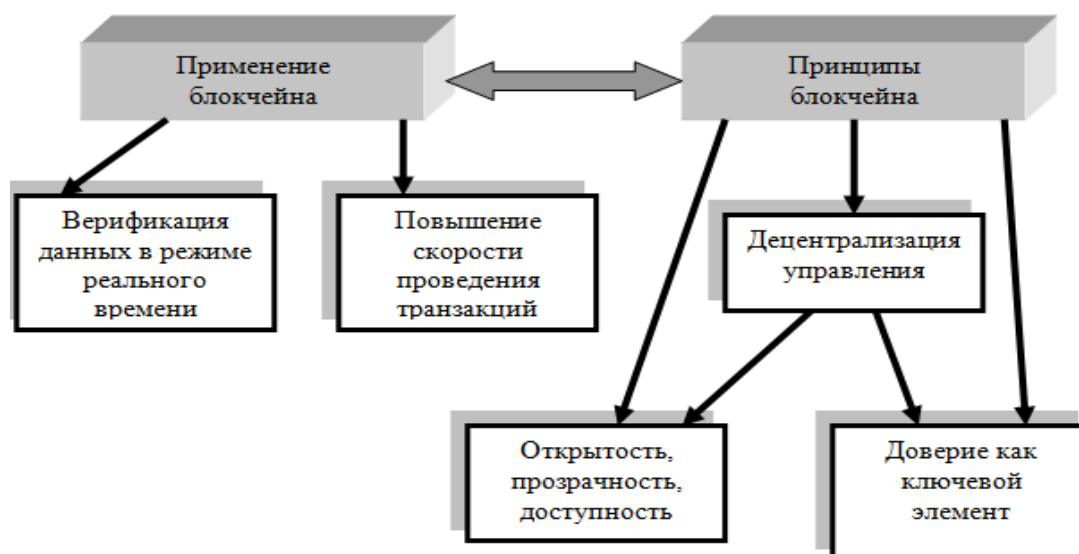 Применение
блокчейна
Принципы
блокчейна
Верификация
данных в режиме
реального
времени
Повышение
скорости
проведения
транзакций
Децентрализация
управления
Открытость,
прозрачность,
доступность
Доверие как
ключевой
элемент